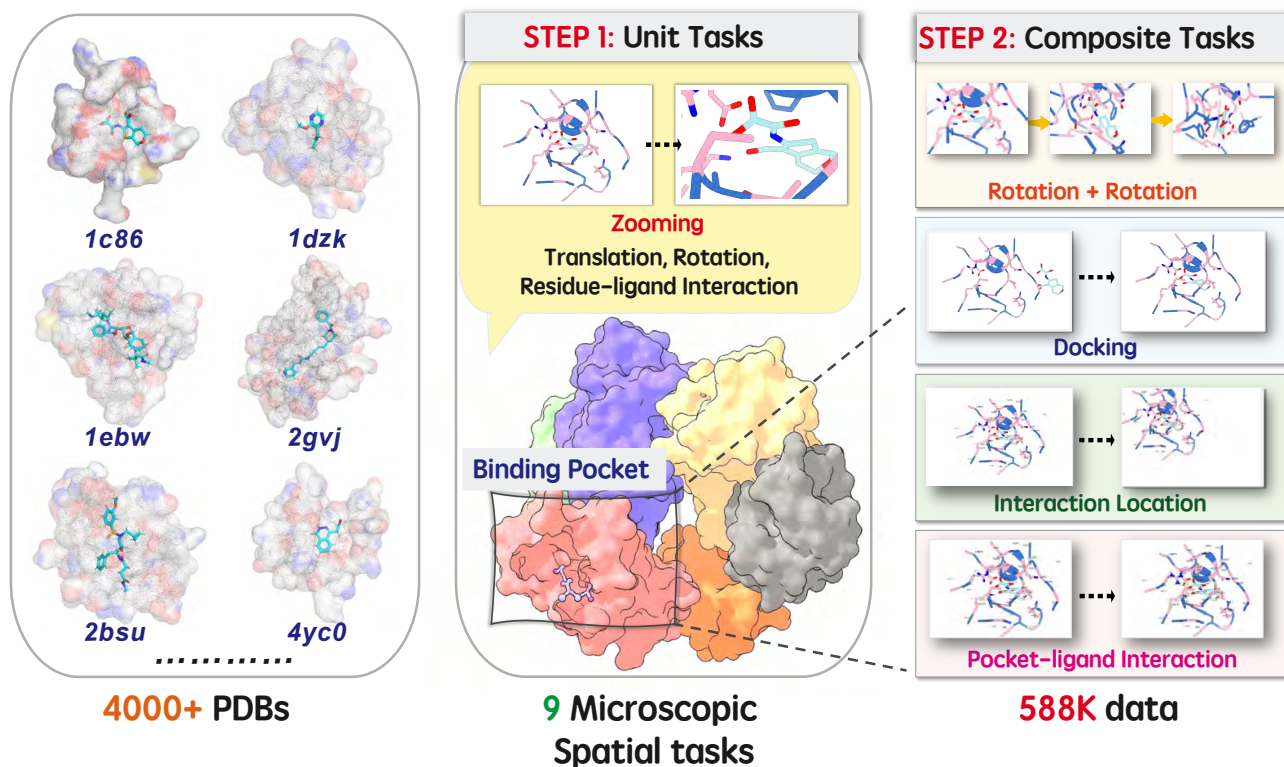 1c86
1dzk
1ebw
2gvj
2bsu
4yc0
…………
4000+ PDBs
STEP 1: Unit Tasks
Zooming
Translation, Rotation,
Residue-ligand Interaction
Binding Pocket
9 Microscopic
Spatial tasks
STEP 2: Composite Tasks
Rotation + Rotation
Docking
Interaction Location
Pocket-ligand Interaction
588K data